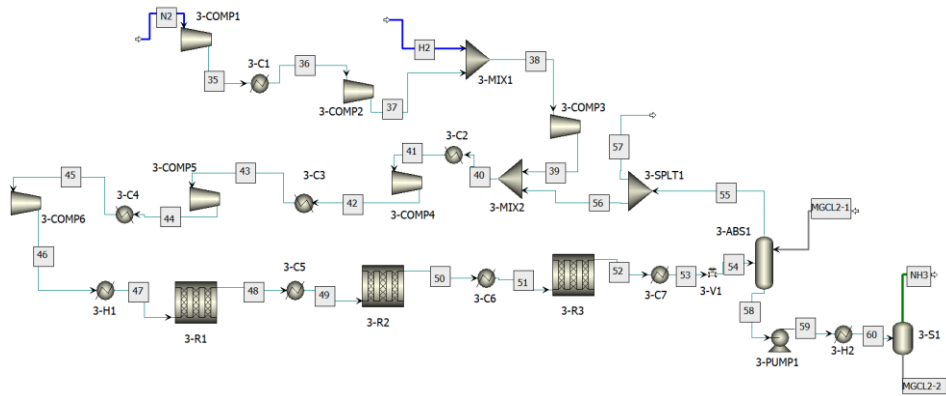 N2
3-COMP1
35
3-C1
36
3-COMP2
37
H2
3-MIX1
38
3-COMP3
39
3-MIX2
40
3-C2
41
3-COMP4
42
3-C3
43
3-COMP5
44
3-C4
45
3-COMP6
46
3-H1
47
3-R1
48
3-C5
49
3-R2
50
3-C6
51
3-R3
52
3-C7
53
3-V1
54
3-ABS1
MGCL2-1
55
3-SPLT1
56
57
58
3-PUMP1
59
3-H2
60
3-S1
NH3
MGCL2-2